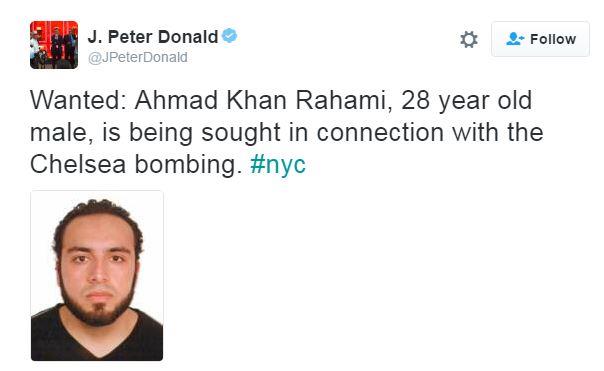 J. Peter Donald
@JPeterDonald
Follow
Wanted: Ahmad Khan Rahami, 28 year old
male, is being sought in connection with the
Chelsea bombing. #nyc